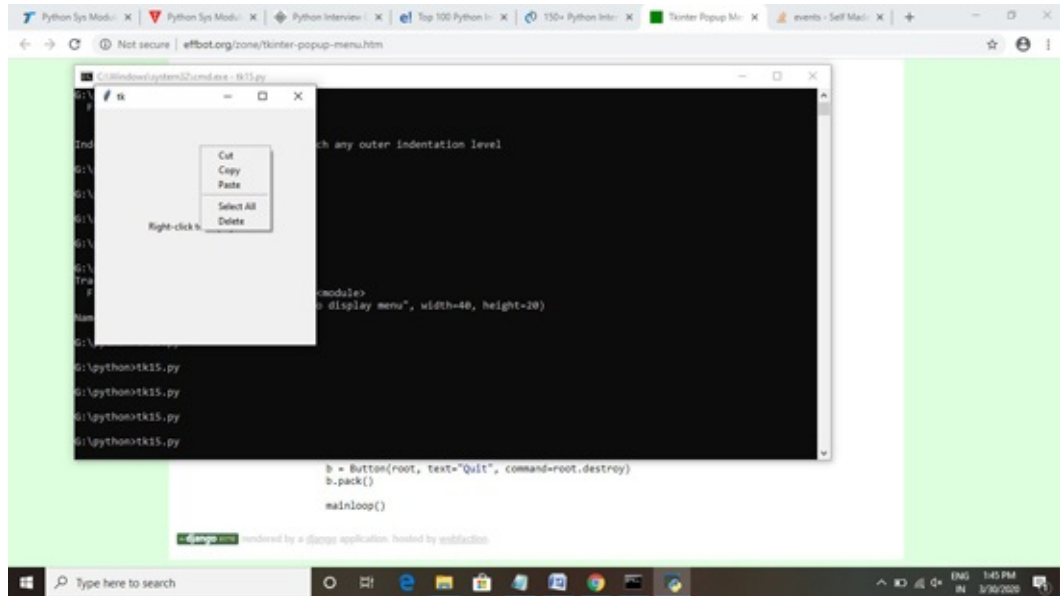 Python Sys Modu
Python Sys Modul
Python Interview
Top 100 Python In
150+ Python Inter
Tkinter Popup Me
events - Self Mad
Not secure | effbot.org/zone/tkinter-popup-menu.htm
C:\Windows\system32\cmd.exe - tk15.py
tk
ch any outer indentation level
Cut
Copy
Paste
Select All
Delete
Right-click t
<module>
o display menu", width=40, height=20)
G:\python>tk15.py
G:\python>tk15.py
G:\python>tk15.py
G:\python>tk15.py
b = Button(root, text="Quit", command=root.destroy)
b.pack()
mainloop()
django rendered by a django application. hosted by webfaction
Type here to search
ENG 1:45 PM
IN 3/30/2020